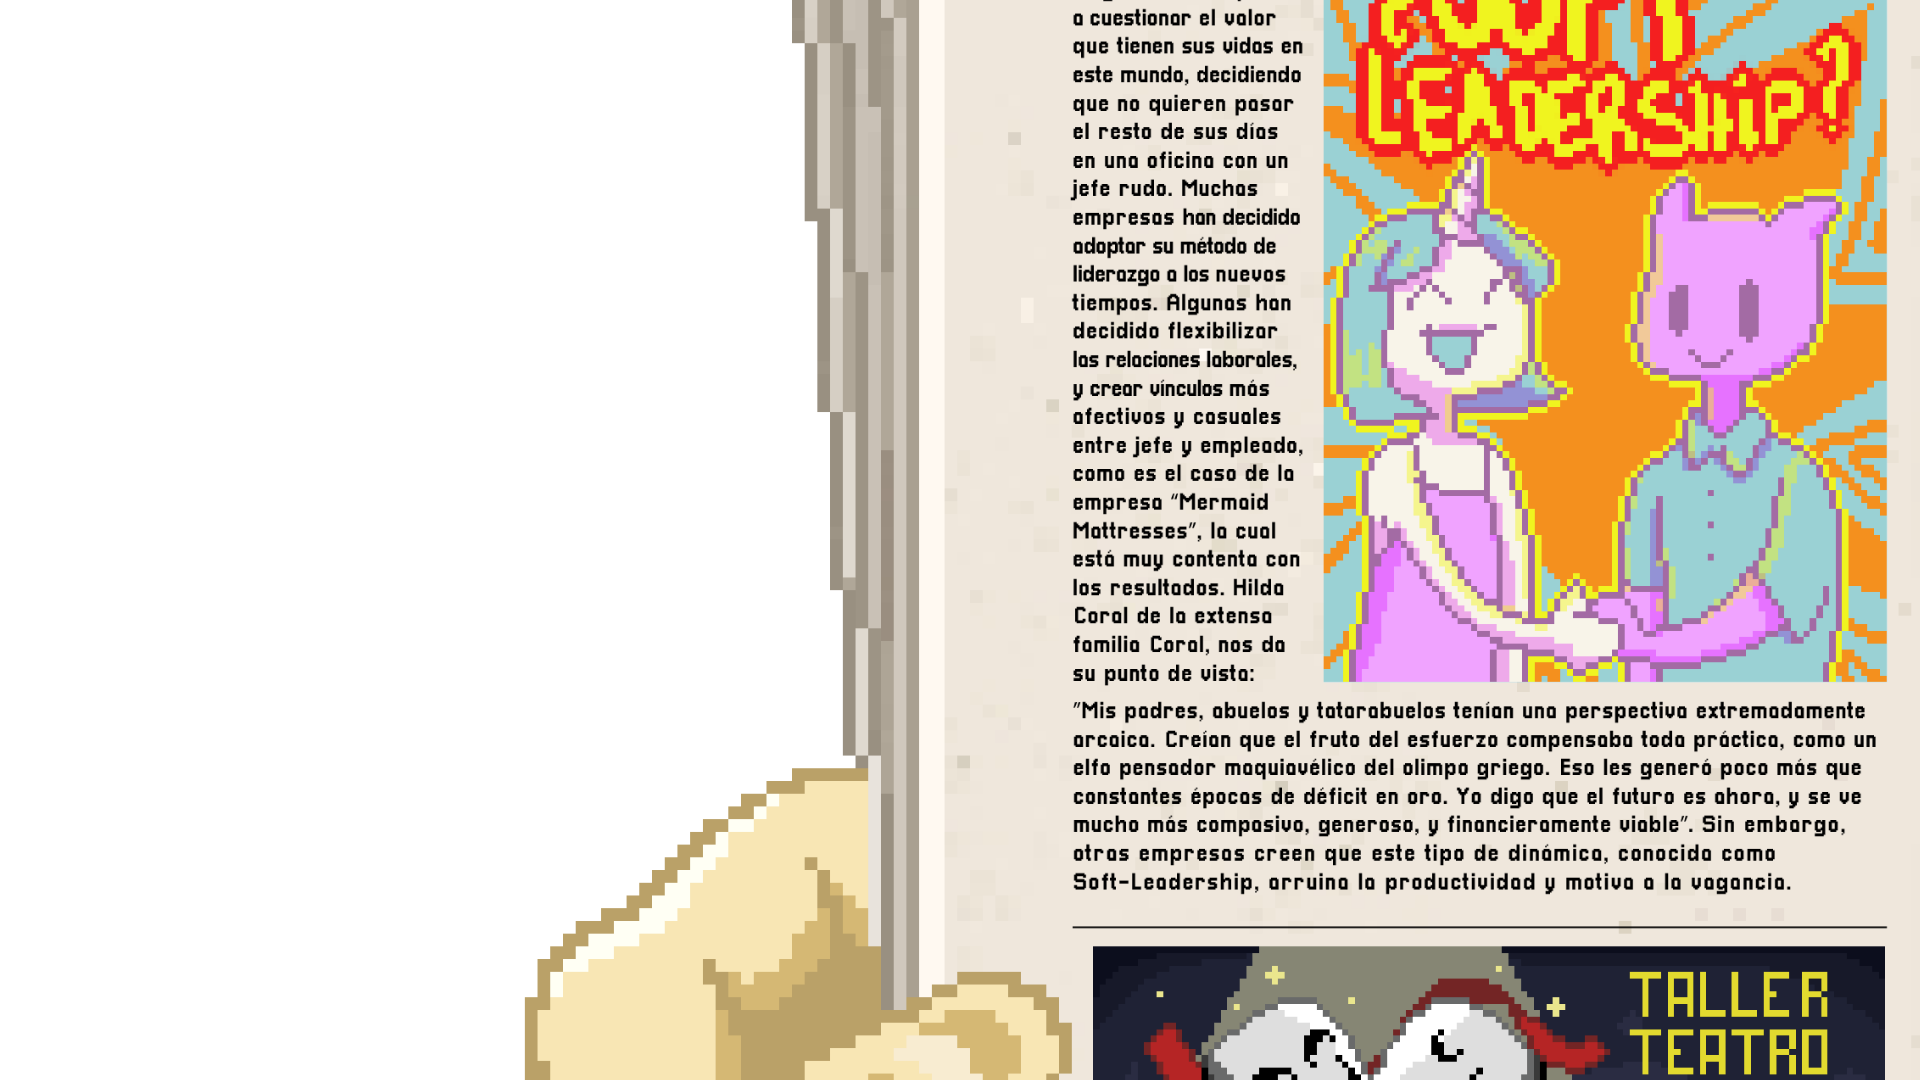 a cuestionar el valor
que tienen sus vidas en
este mundo, decidiendo
que no quieren pasar
el resto de sus días
en una oficina con un
jefe rudo. Muchas
empresas han decidido
adoptar su método de
liderazgo a los nuevos
tiempos. Algunas han
decidido flexibilizar
las relaciones laborales,
y crear vínculos más
afectivos y casuales
entre jefe y empleado,
como es el caso de la
empresa "Mermaid
Mattresses", la cual
está muy contenta con
los resultados. Hilda
Coral de la extensa
familia Coral, nos da
su punto de vista:
LEADERSHIP!
"Mis padres, abuelos y tatarabuelos tenían una perspectiva extremadamente
arcaica. Creían que el fruto del esfuerzo compensaba toda práctica, como un
elfo pensador maquiavélico del olimpo griego. Eso les generó poco más que
constantes épocas de déficit en oro. Yo digo que el futuro es ahora, y se ve
mucho más compasivo, generoso, y financieramente viable". Sin embargo,
otras empresas creen que este tipo de dinámica, conocida como
Soft-Leadership, arruina la productividad y motiva a la vagancia.
TALLER
TEATRO